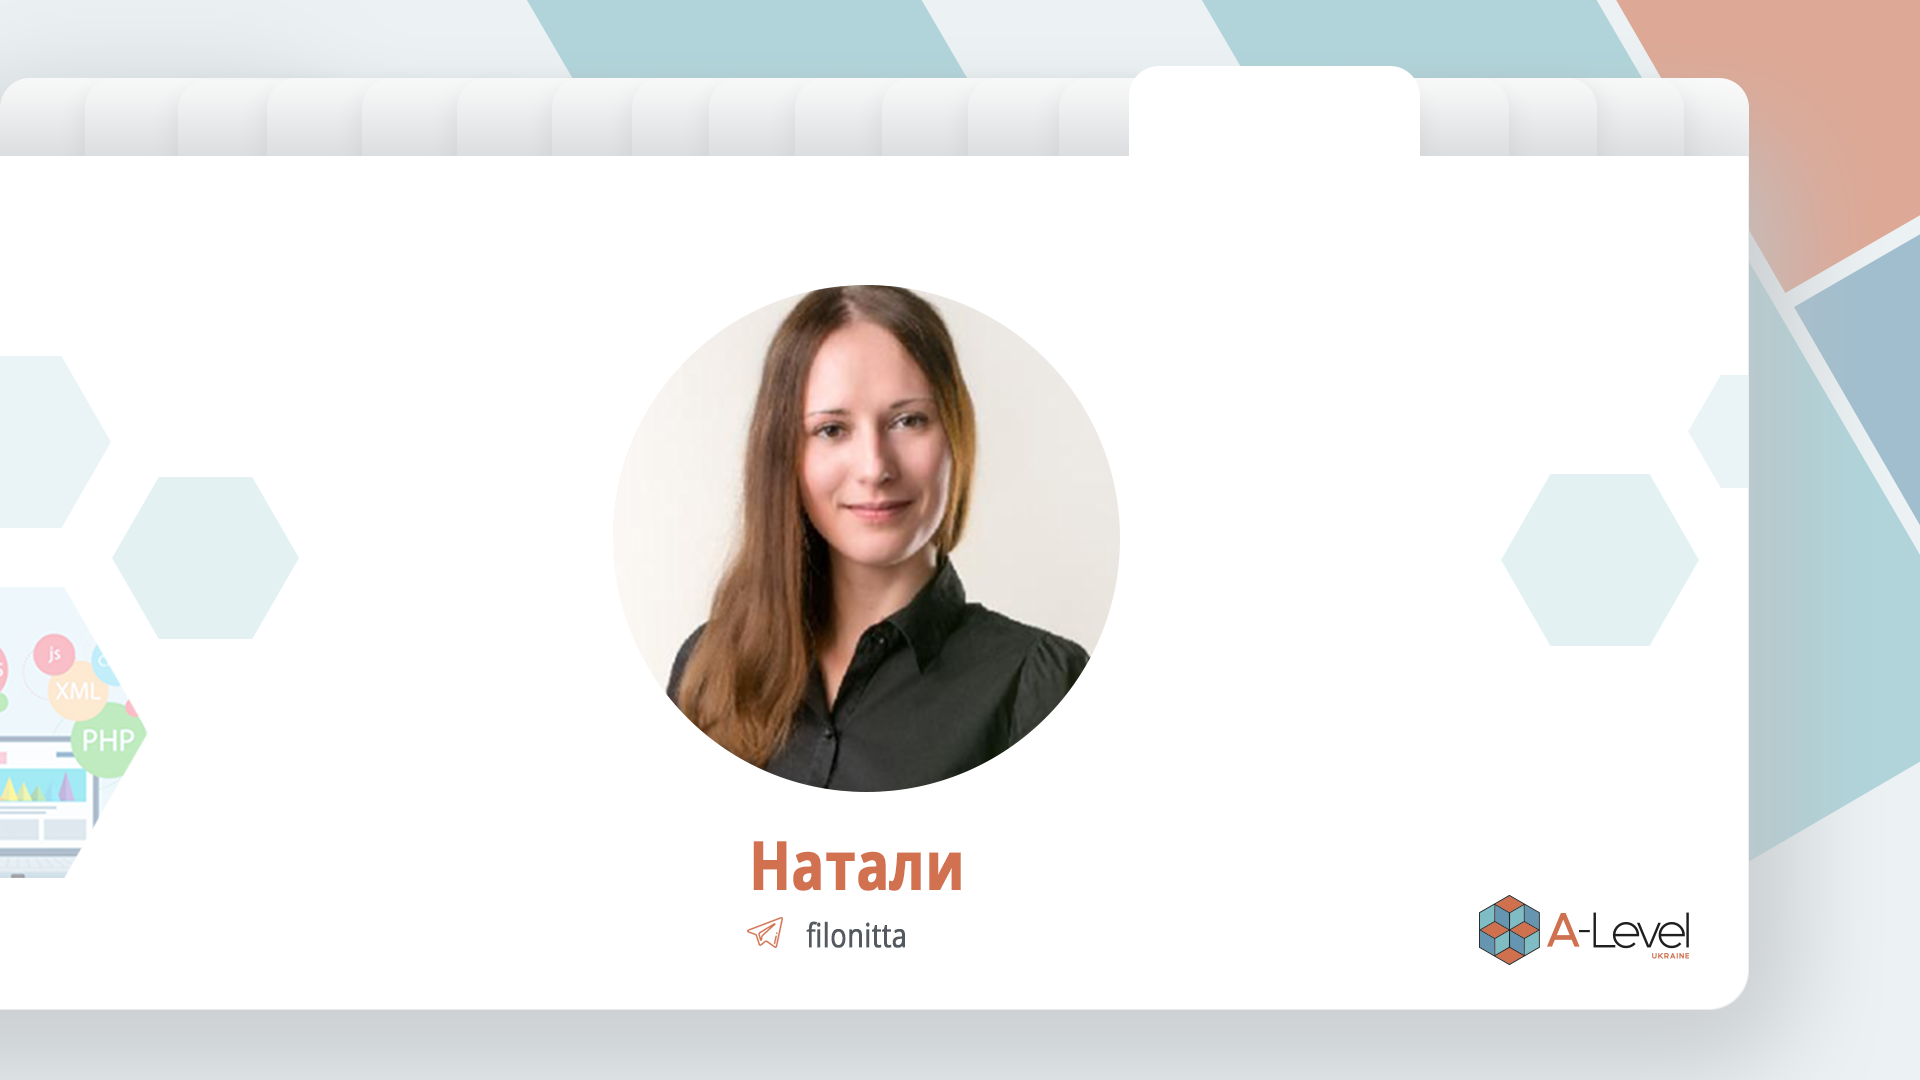 js
XML
PHP
Натали
filonitta
A-Level
UKRAINE